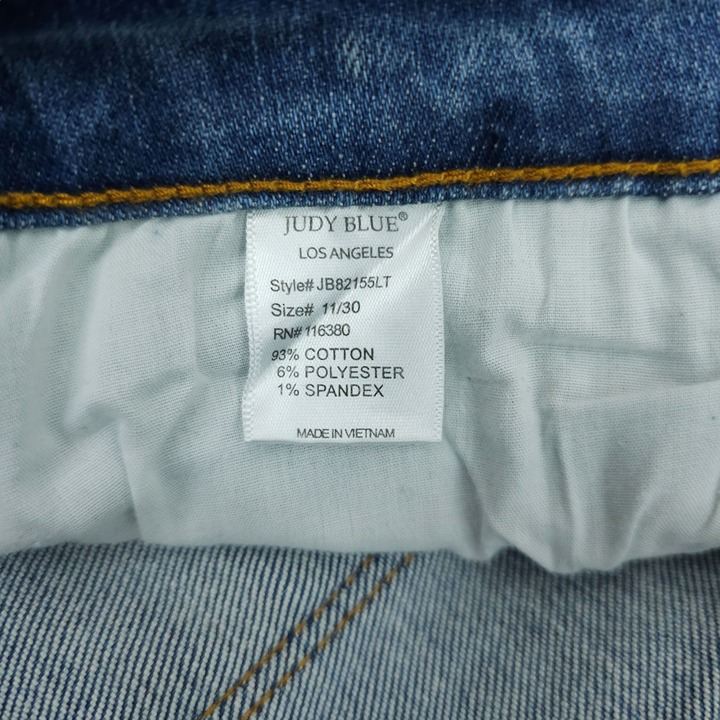 JUDY BLUE®
LOS ANGELES
Style# JB82155LT
Size# 11/30
RN# 116380
93% COTTON
6% POLYESTER
1% SPANDEX
MADE IN VIETNAM